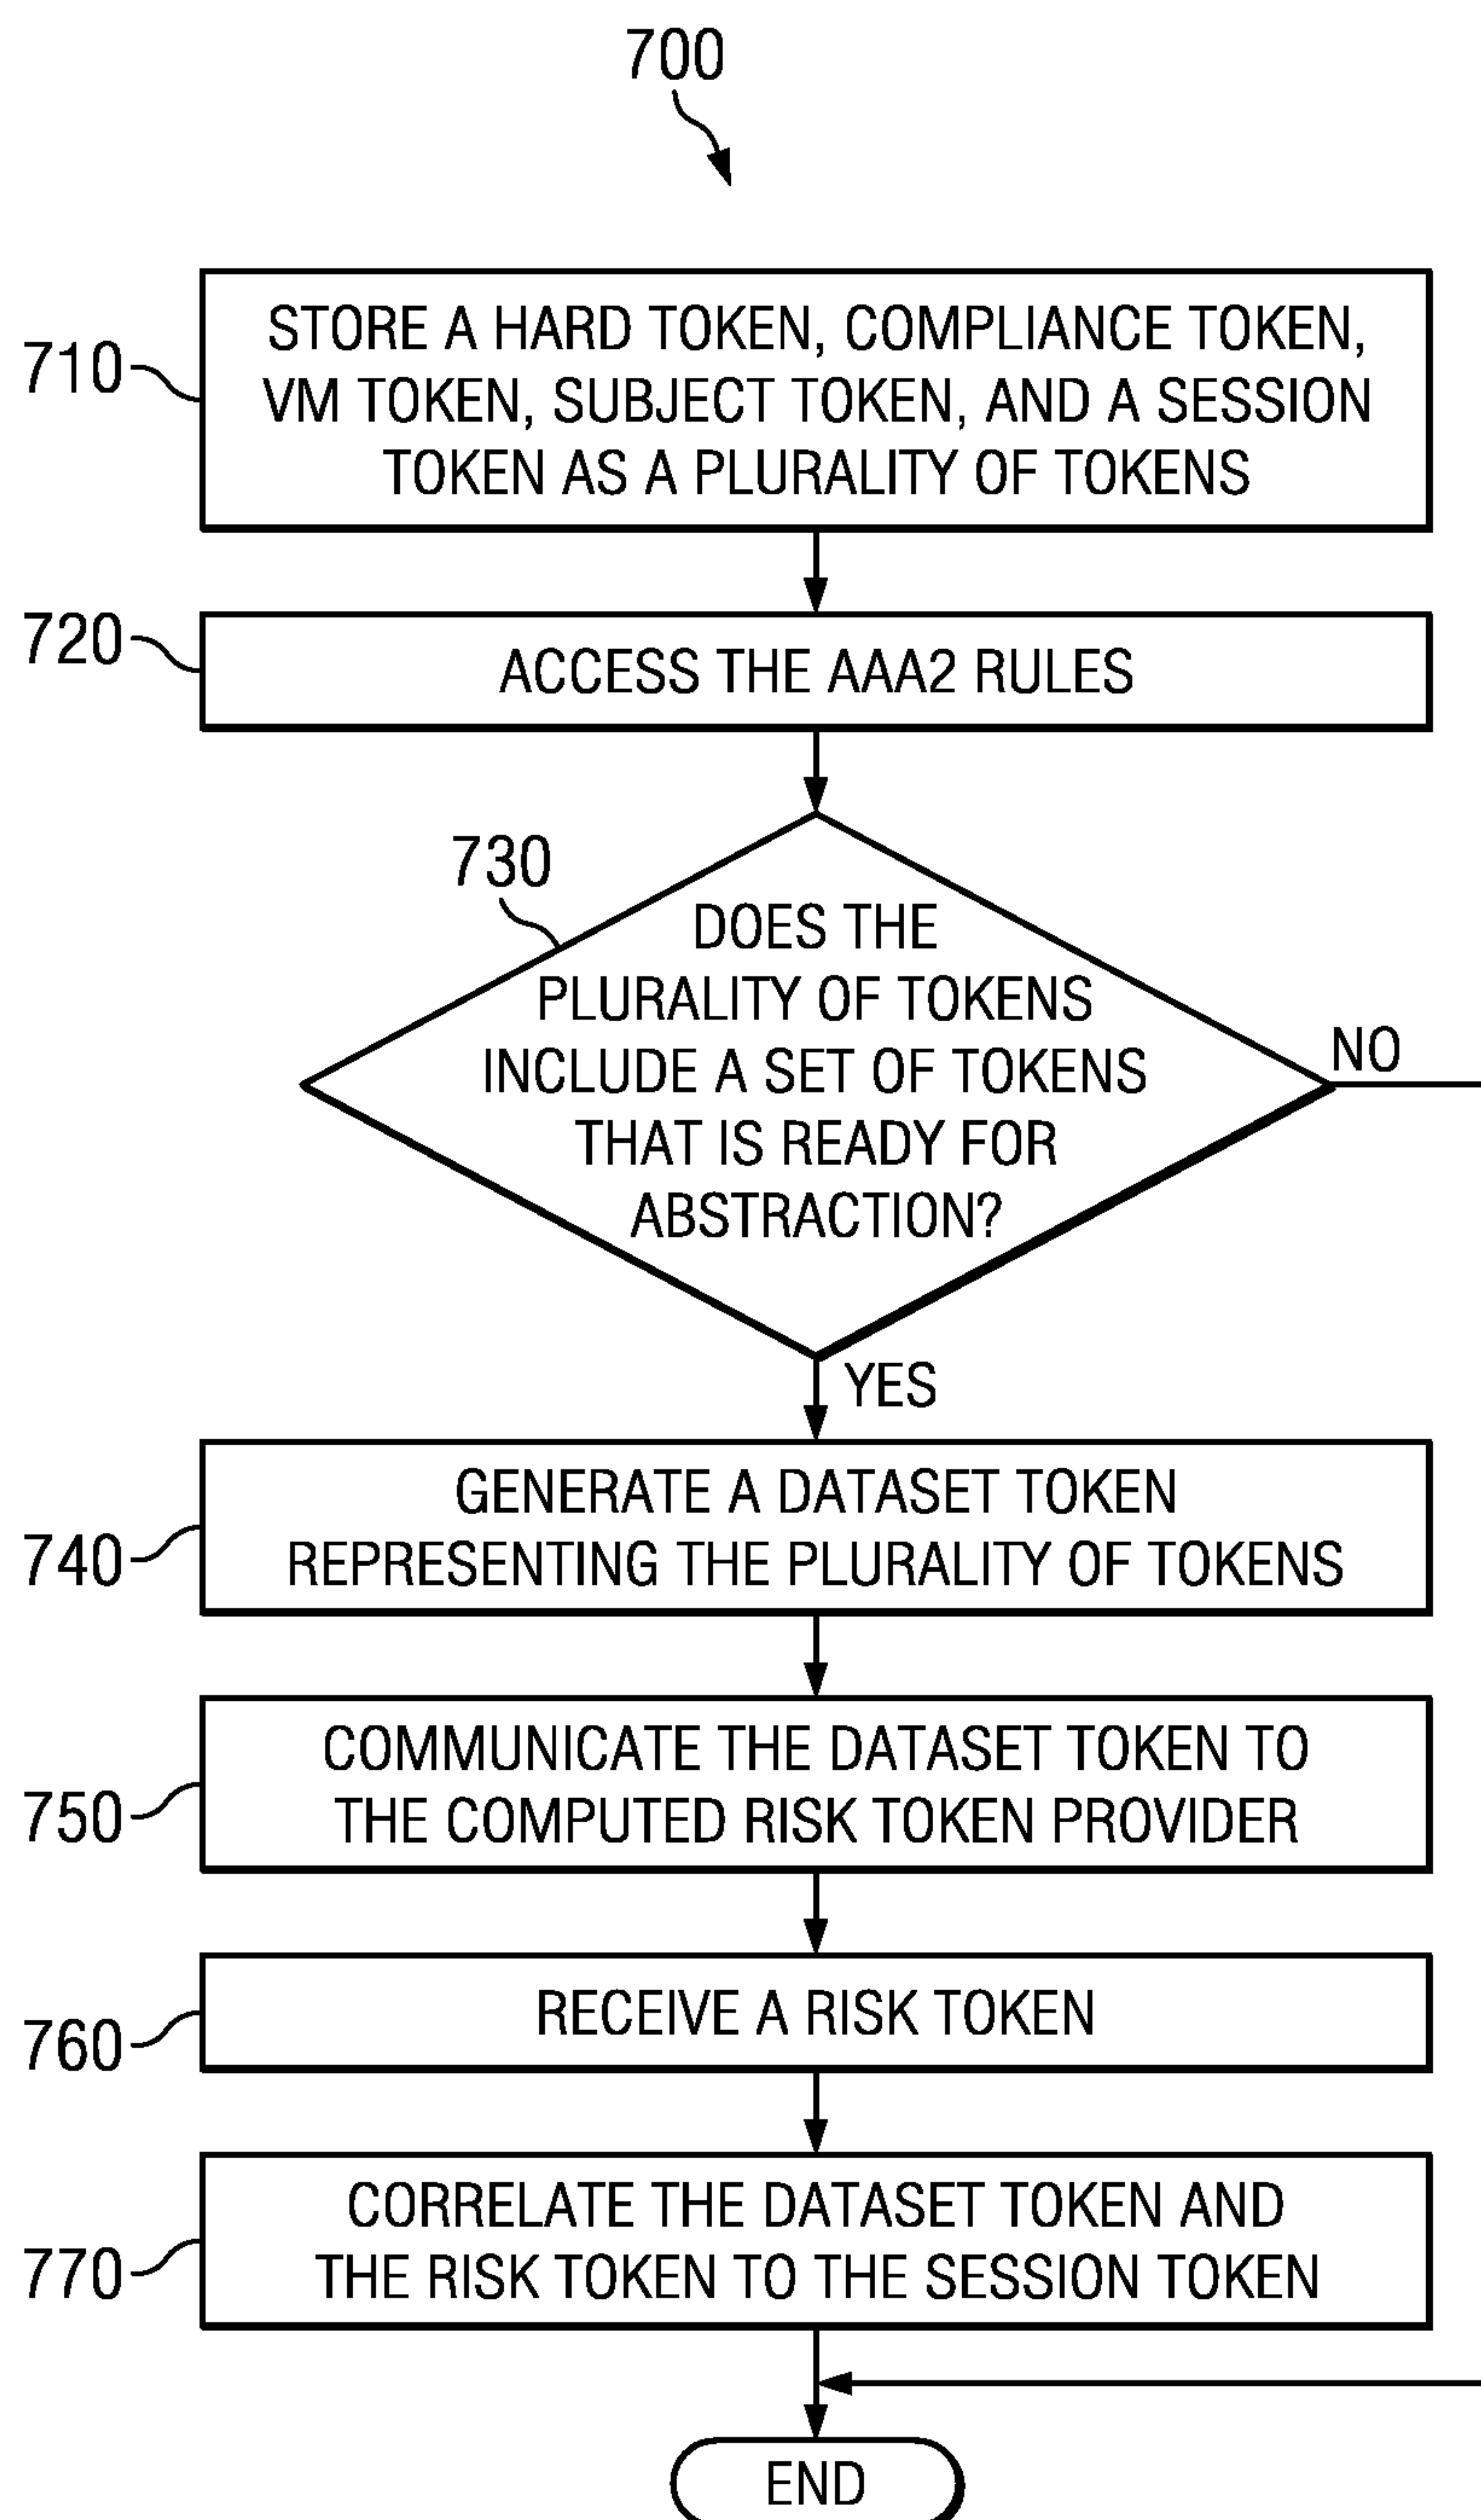 700
710
STORE A HARD TOKEN, COMPLIANCE TOKEN,
VM TOKEN, SUBJECT TOKEN, AND A SESSION
TOKEN AS A PLURALITY OF TOKENS
720
ACCESS THE AAA2 RULES
730
DOES THE
PLURALITY OF TOKENS
INCLUDE A SET OF TOKENS
THAT IS READY FOR
ABSTRACTION?
NO
YES
740
GENERATE A DATASET TOKEN
REPRESENTING THE PLURALITY OF TOKENS
750
COMMUNICATE THE DATASET TOKEN TO
THE COMPUTED RISK TOKEN PROVIDER
760
RECEIVE A RISK TOKEN
770
CORRELATE THE DATASET TOKEN AND
THE RISK TOKEN TO THE SESSION TOKEN
END